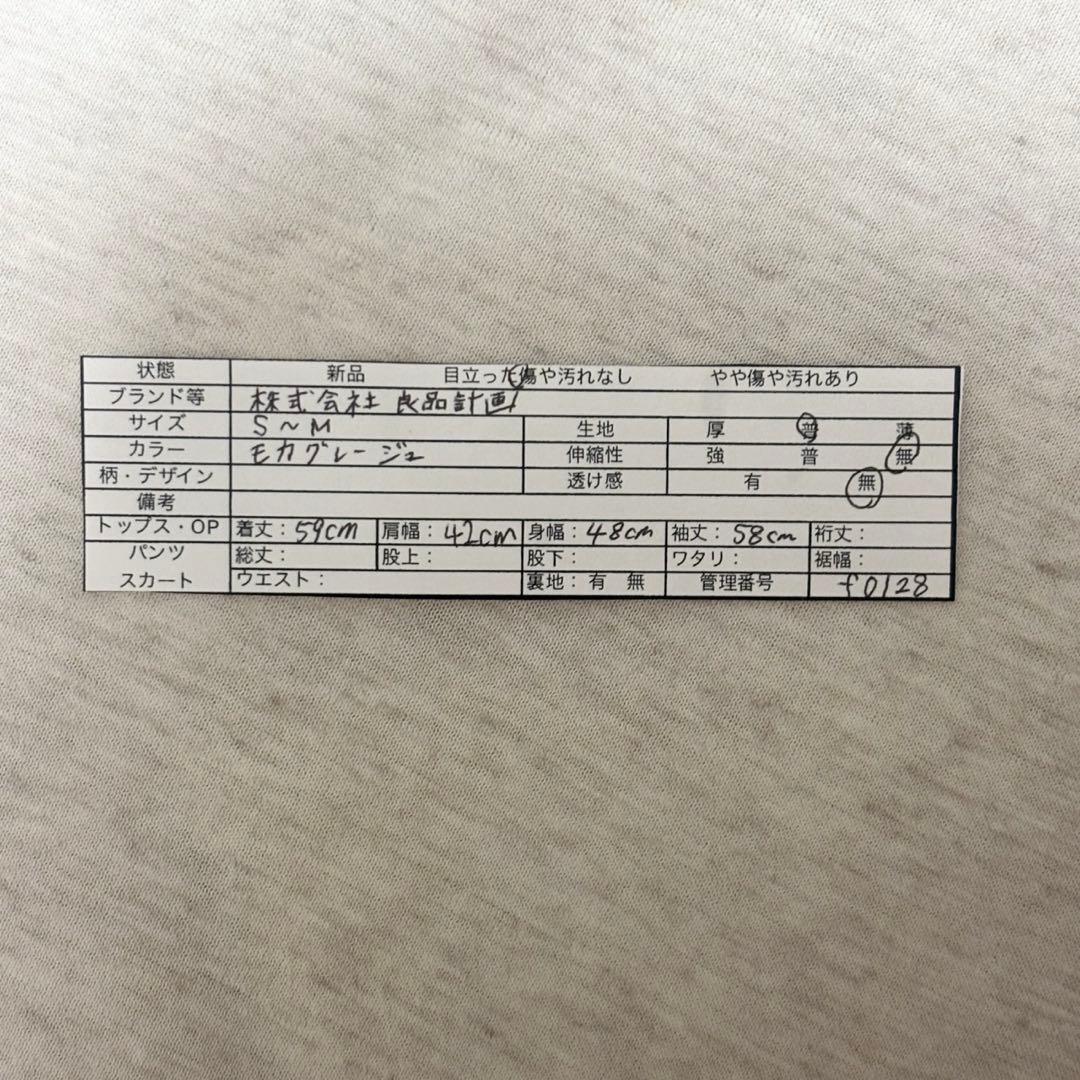 状態 新品 目立った傷や汚れなし やや傷や汚れあり
ブランド等 株式会社 良品計画
サイズ S～M 生地 厚 普 薄
カラー モカグレージュ 伸縮性 強 普 無
柄・デザイン 透け感 有 無
備考
トップス・OP 着丈：59cm 肩幅：42cm 身幅：48cm 袖丈：58cm 裄丈：
パンツ 総丈： 股上： 股下： ワタリ： 裾幅：
スカート ウエスト： 裏地：有 無 管理番号 f0128